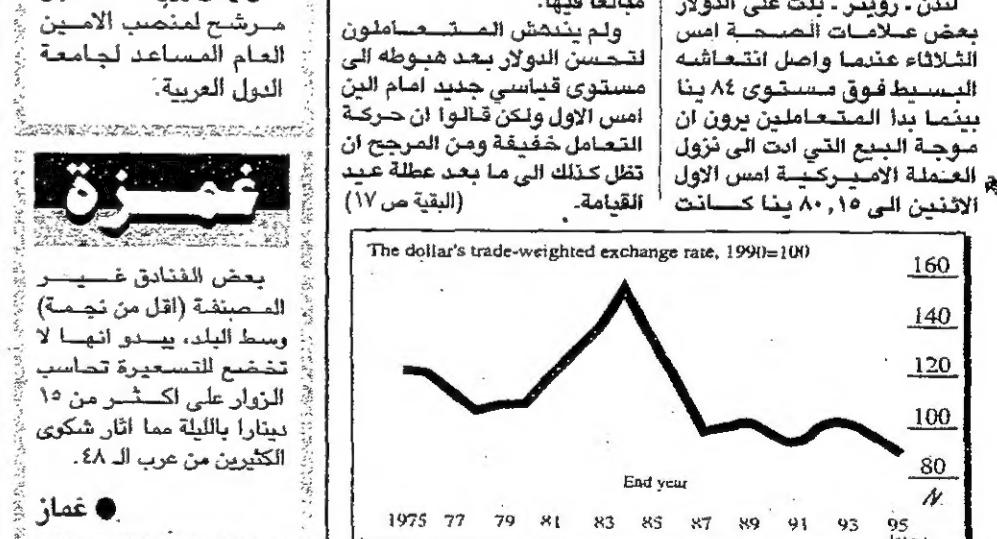 لندن - رويتر - بدت على الدولار
بعض علامات الصحة امس
الثلاثاء عندما واصل انتعاشه
البسيط فوق مستوى ٨٤ ينا
بينما بدا المتعاملين يرون ان
موجة البيع التي ادت الى نزول
العملة الاميركية امس الاول
الاثنين الى ٨٠,١٥ ينا كانت
مبالغا فيها.
ولم يندهش المتعاملون
لتحسن الدولار بعد هبوطه الى
مستوى قياسي جديد امام الين
امس الاول ولكن قالوا ان حركة
التعامل خفيفة ومن المرجح ان
تظل كذلك الى ما بعد عطلة عيد
القيامة. (البقية ص ١٧)
The dollar's trade-weighted exchange rate, 1990=100
160
140
120
100
80
End year
1975 77 79 81 83 85 87 89 91 93 95
مرشح لمنصب الامين
العام المساعد لجامعة
الدول العربية.
غمزة
بعض الفنادق غير
المصنفة (اقل من نجمة)
وسط البلد، يبدو انها لا
تخضع للتسعيرة تحاسب
الزوار على اكثر من ١٥
دينارا بالليلة مما اثار شكوى
الكثيرين من عرب الـ ٤٨.
● غماز